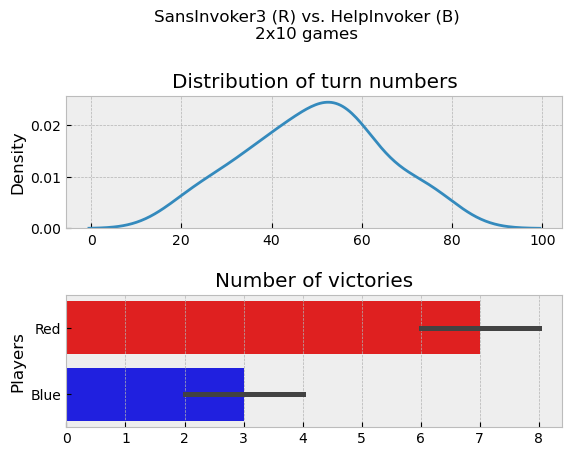 SansInvoker3 (R) vs. HelpInvoker (B)
2x10 games
Distribution of turn numbers
Density
0.02
0.01
0.00
0 20 40 60 80 100
Number of victories
Players
Red
Blue
0 1 2 3 4 5 6 7 8